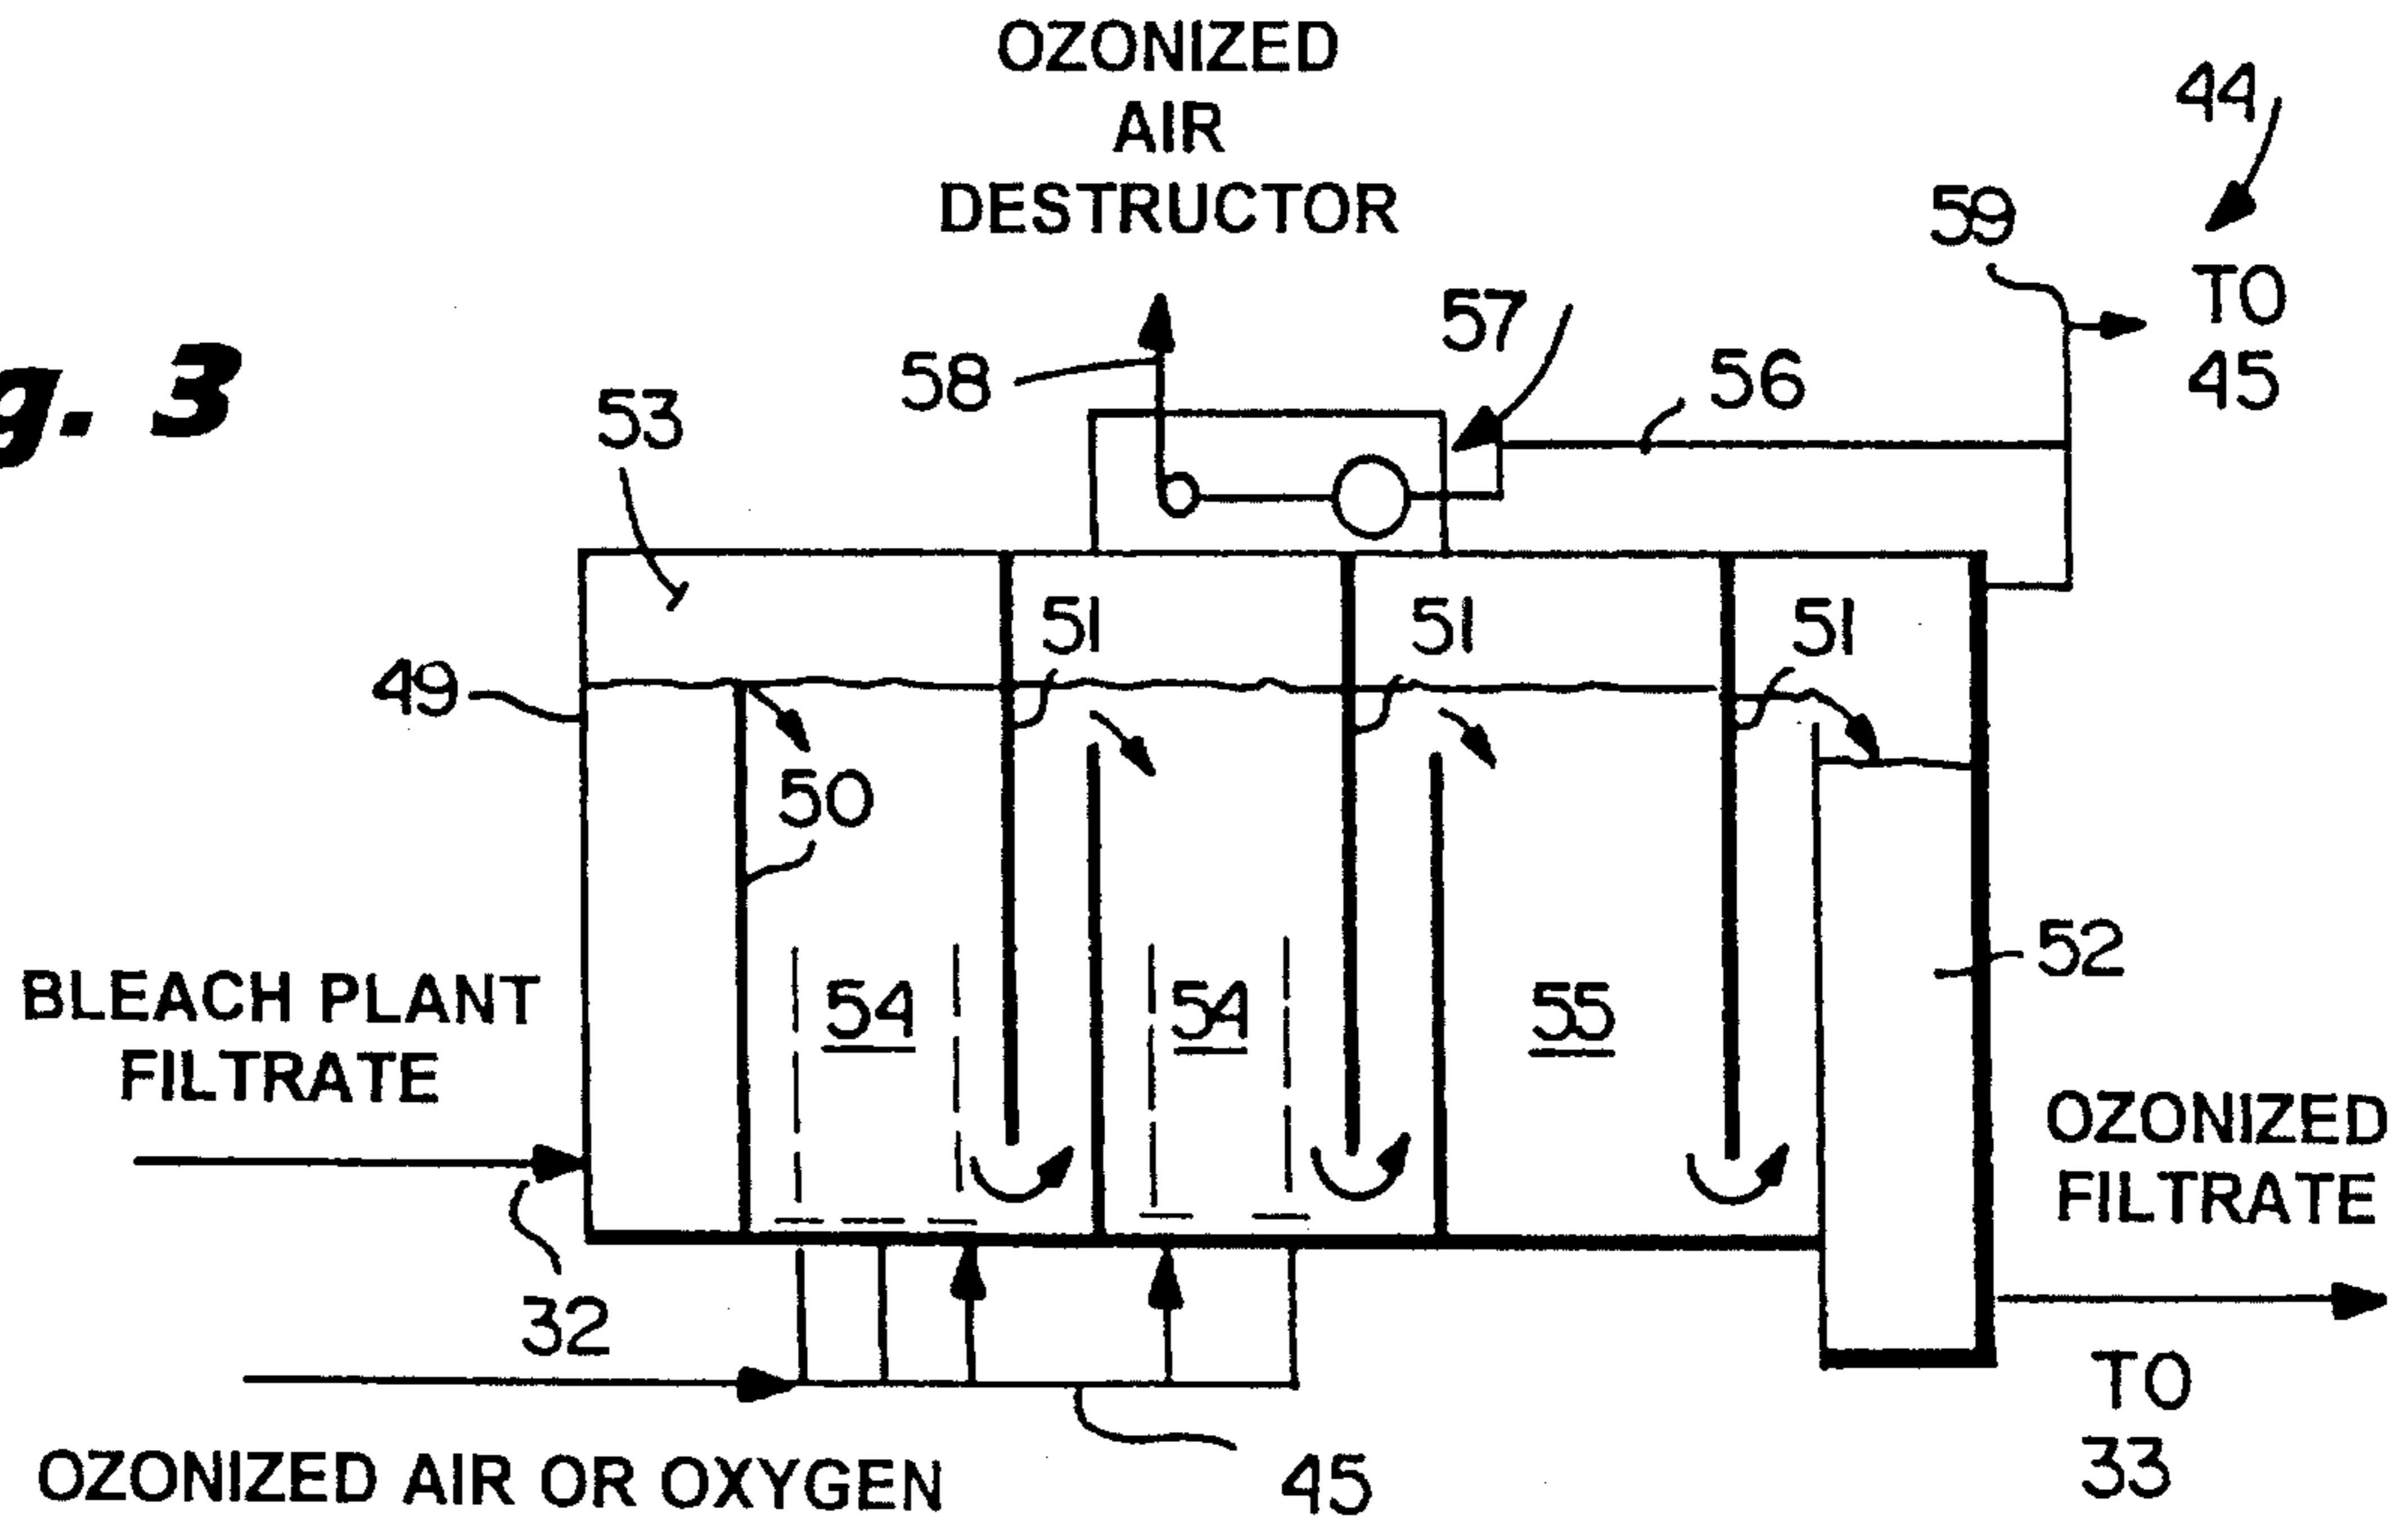 OZONIZED
AIR
DESTRUCTOR
44
59
TO
45
g. 3
53
58
57
56
51
51
51
49
50
54
54
55
52
BLEACH PLANT
FILTRATE
OZONIZED
FILTRATE
32
TO
33
OZONIZED AIR OR OXYGEN
45